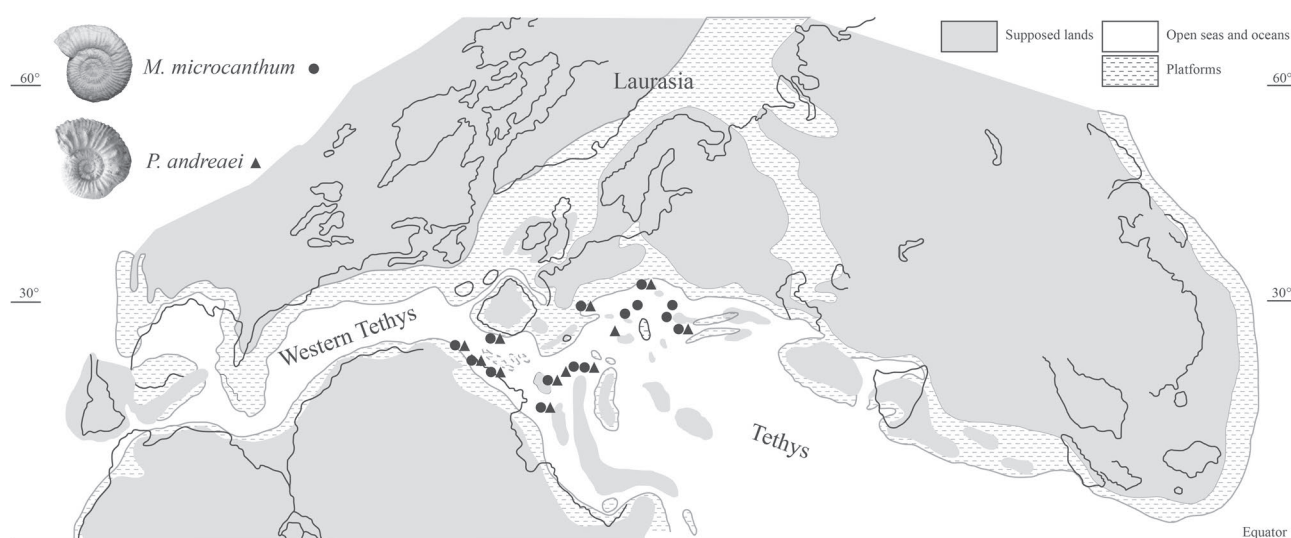 M. microcanthum
P. andreaei
60°
30°
Laurasia
Western Tethys
Tethys
Supposed lands
Open seas and oceans
Platforms
60°
30°
Equator